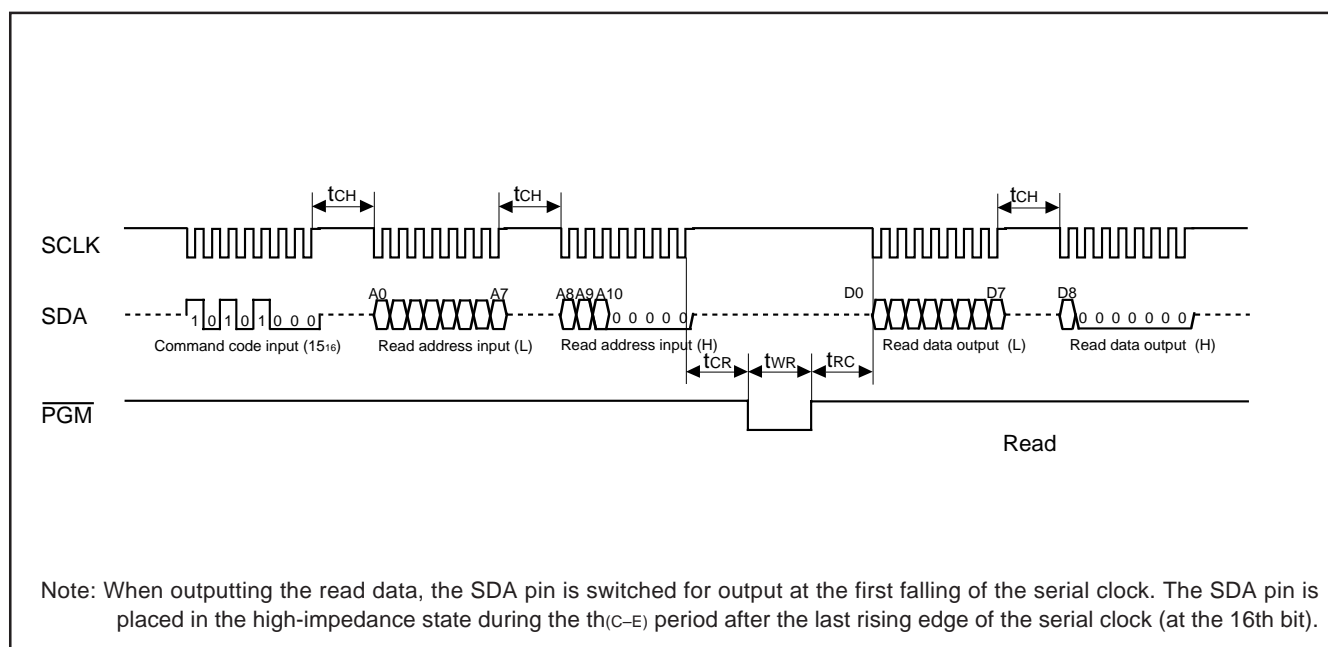 tCH tCH tCH
SCLK
A0 A7 A8 A9 A10 D0 D7 D8
SDA
1 0 1 0 1 0 0 0 0 0 0 0 0 0 0 0 0 0 0 0
Command code input (15₁₆) Read address input (L) Read address input (H) Read data output (L) Read data output (H)
tCR tWR tRC
PGM
Read
Note: When outputting the read data, the SDA pin is switched for output at the first falling of the serial clock. The SDA pin is
placed in the high-impedance state during the th(C–E) period after the last rising edge of the serial clock (at the 16th bit).